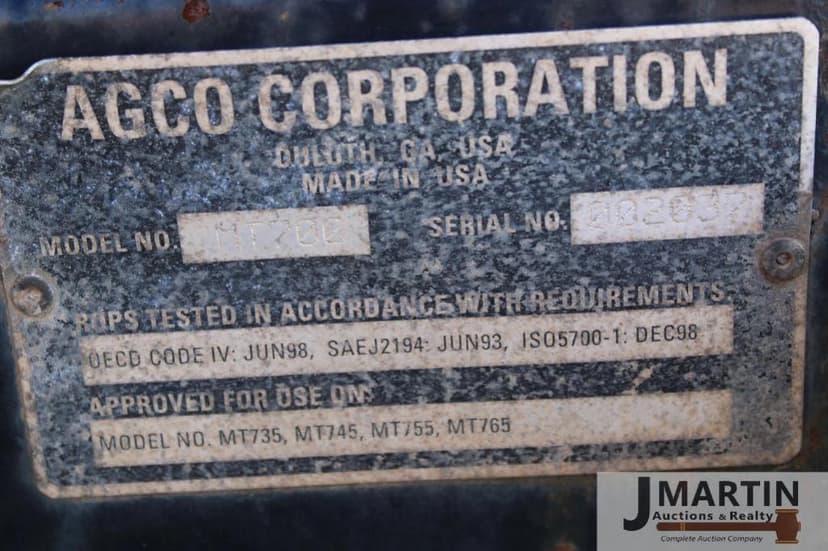 AGCO CORPORATION
DULUTH, GA, USA
MADE IN USA
MODEL NO. MT700 SERIAL NO. 002637
ROPS TESTED IN ACCORDANCE WITH REQUIREMENTS:
OECD CODE IV: JUN98, SAEJ2194: JUN93, ISO5700-1: DEC98
APPROVED FOR USE ON:
MODEL NO. MT735, MT745, MT755, MT765
J MARTIN
Auctions & Realty
Complete Auction Company